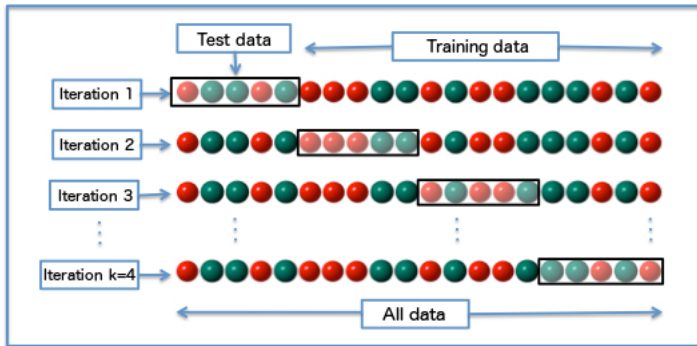 Test data
Training data
Iteration 1
Iteration 2
Iteration 3
Iteration k=4
All data